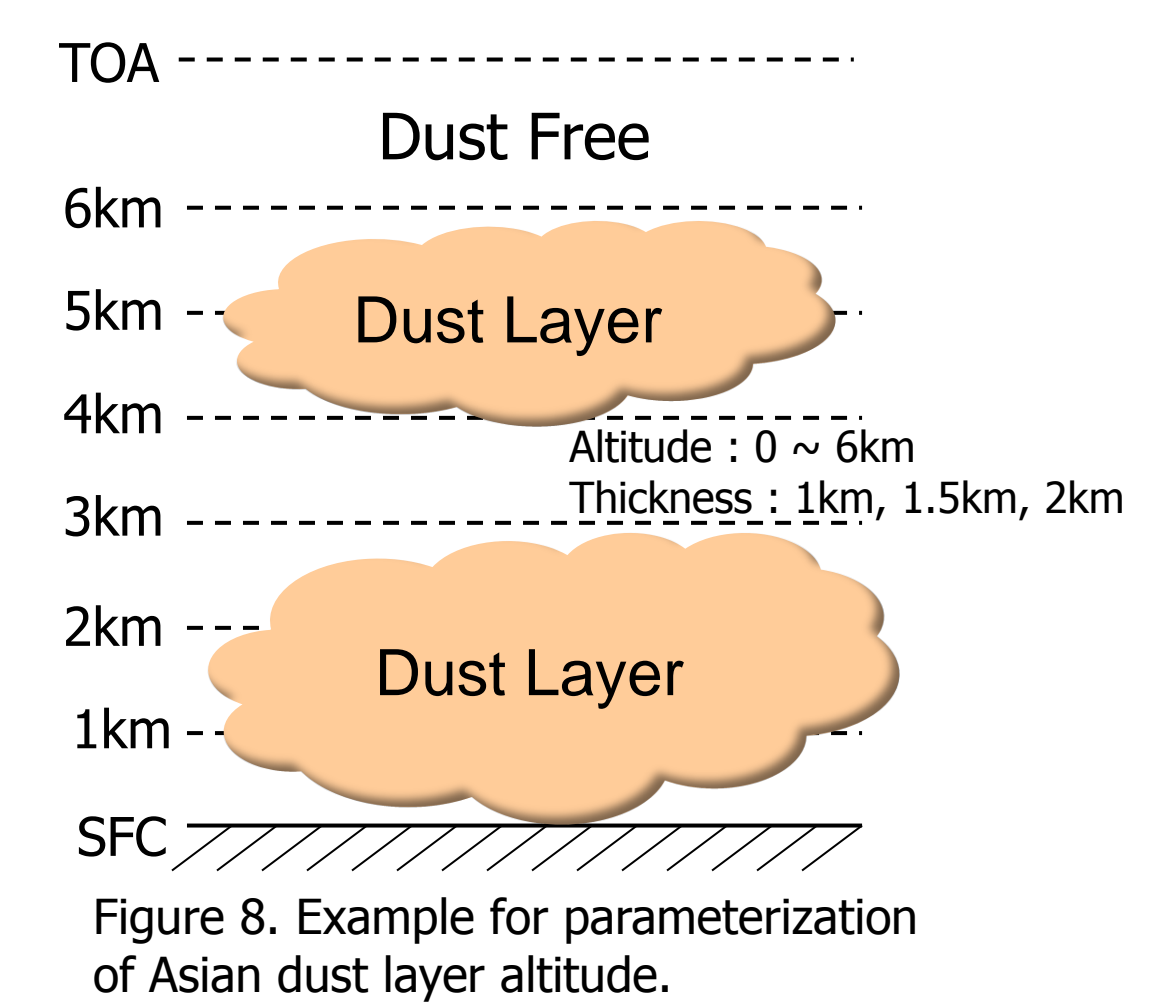 TOA
Dust Free
6km
5km
Dust Layer
4km
Altitude : 0 ~ 6km
Thickness : 1km, 1.5km, 2km
3km
2km
Dust Layer
1km
SFC
Figure 8. Example for parameterization
of Asian dust layer altitude.